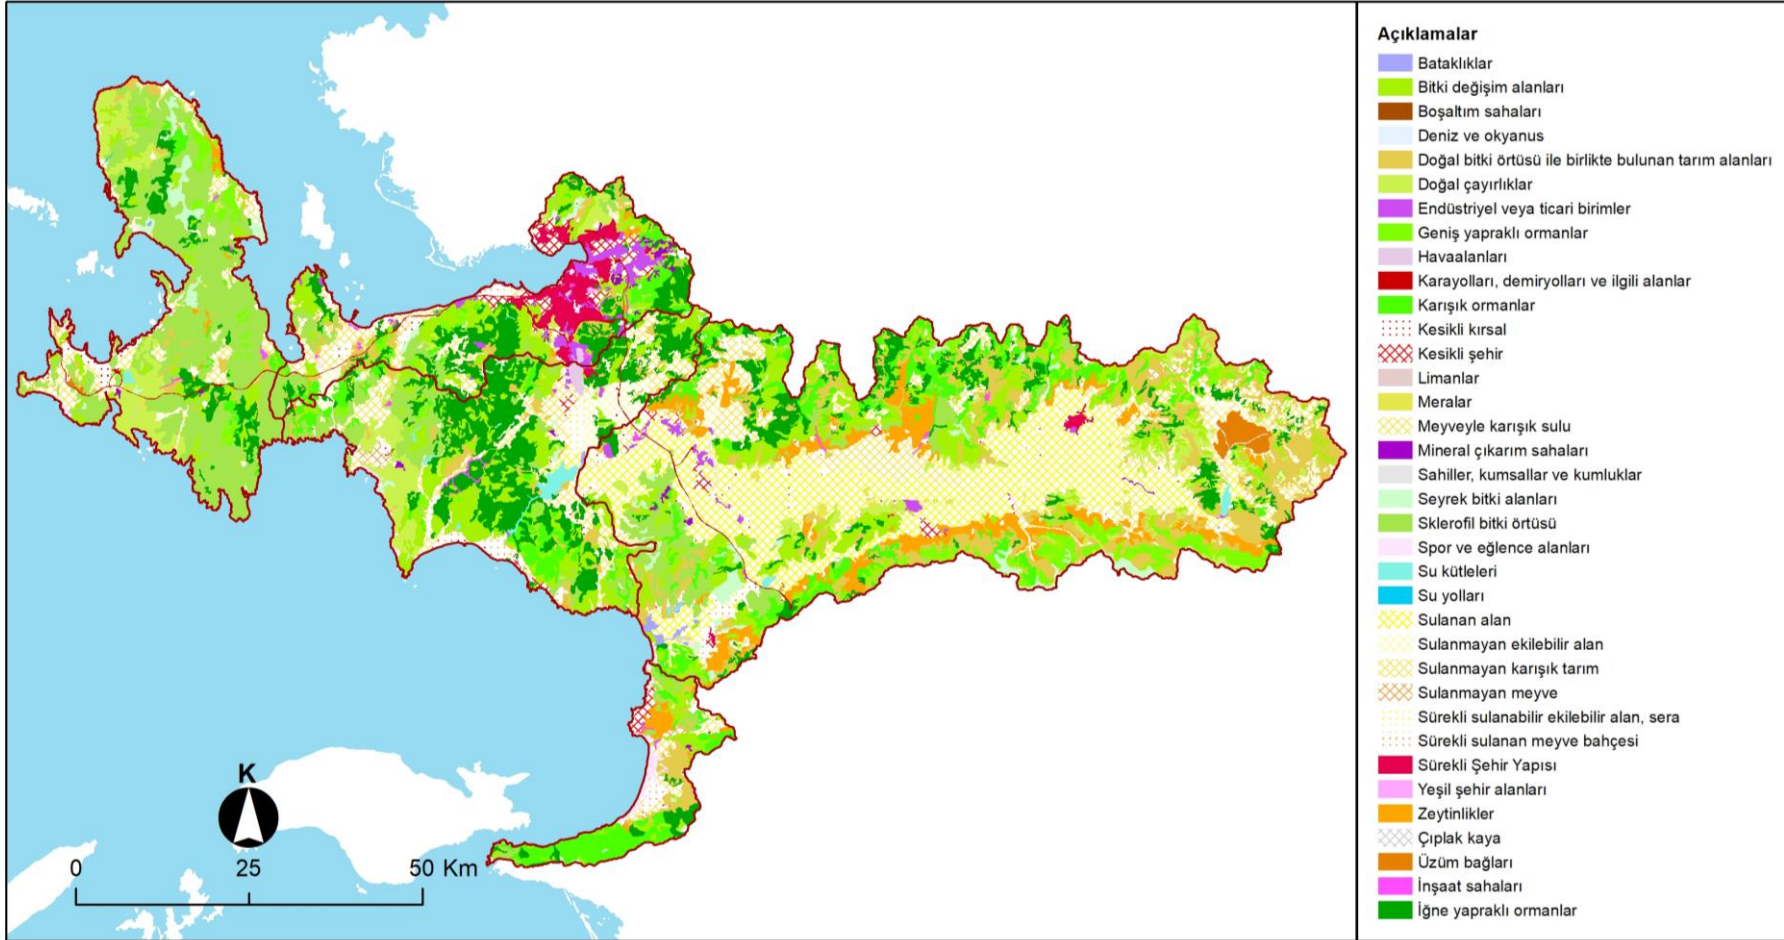 Açıklamalar
Bataklıklar
Bitki değişim alanları
Boşaltım sahaları
Deniz ve okyanus
Doğal bitki örtüsü ile birlikte bulunan tarım alanları
Doğal çayırlıklar
Endüstriyel veya ticari birimler
Geniş yapraklı ormanlar
Havaalanları
Karayolları, demiryolları ve ilgili alanlar
Karışık ormanlar
Kesikli kırsal
Kesikli şehir
Limanlar
Meralar
Meyveyle karışık sulu
Mineral çıkarım sahaları
Sahiller, kumsallar ve kumluklar
Seyrek bitki alanları
Sklerofil bitki örtüsü
Spor ve eğlence alanları
Su kütleleri
Su yolları
Sulanan alan
Sulanmayan ekilebilir alan
Sulanmayan karışık tarım
Sulanmayan meyve
Sürekli sulanabilir ekilebilir alan, sera
Sürekli sulanan meyve bahçesi
Sürekli Şehir Yapısı
Yeşil şehir alanları
Zeytinlikler
Çıplak kaya
Üzüm bağları
İnşaat sahaları
İğne yapraklı ormanlar
K
0 25 50 Km